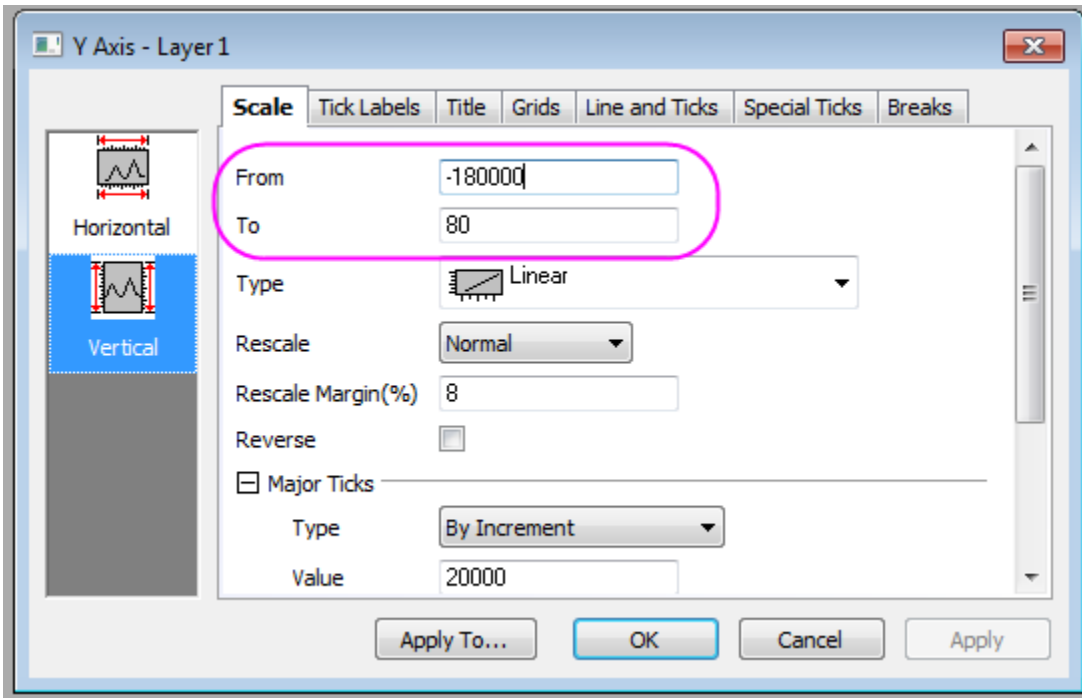 Y Axis - Layer 1
Scale Tick Labels Title Grids Line and Ticks Special Ticks Breaks
Horizontal
Vertical
From -180000
To 80
Type Linear
Rescale Normal
Rescale Margin(%) 8
Reverse
Major Ticks
Type By Increment
Value 20000
Apply To... OK Cancel Apply